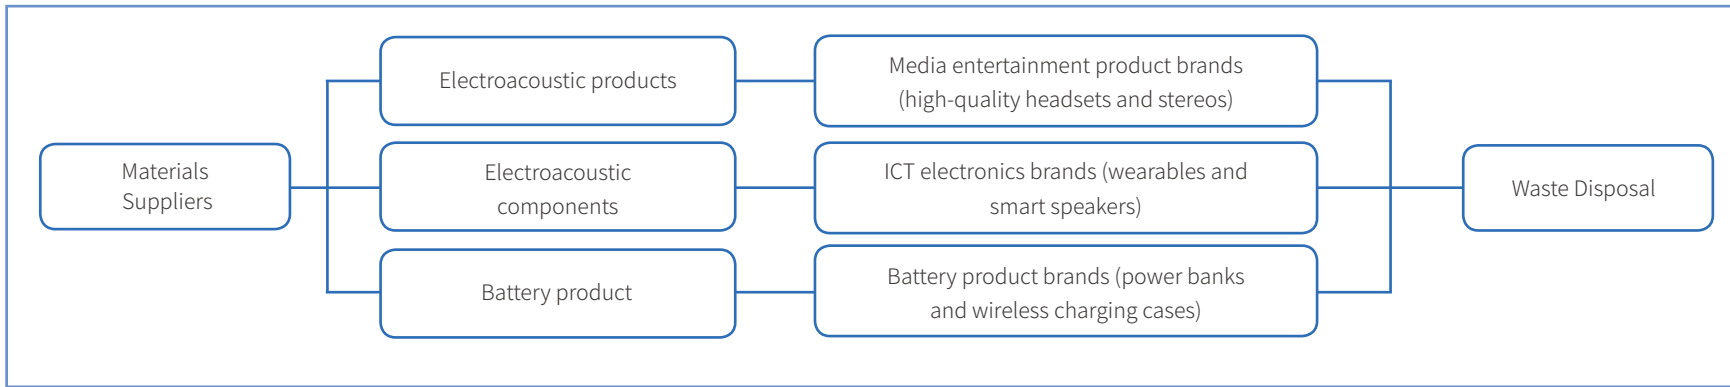 Materials
Suppliers
Electroacoustic products
Electroacoustic
components
Battery product
Media entertainment product brands
(high-quality headsets and stereos)
ICT electronics brands (wearables and
smart speakers)
Battery product brands (power banks
and wireless charging cases)
Waste Disposal